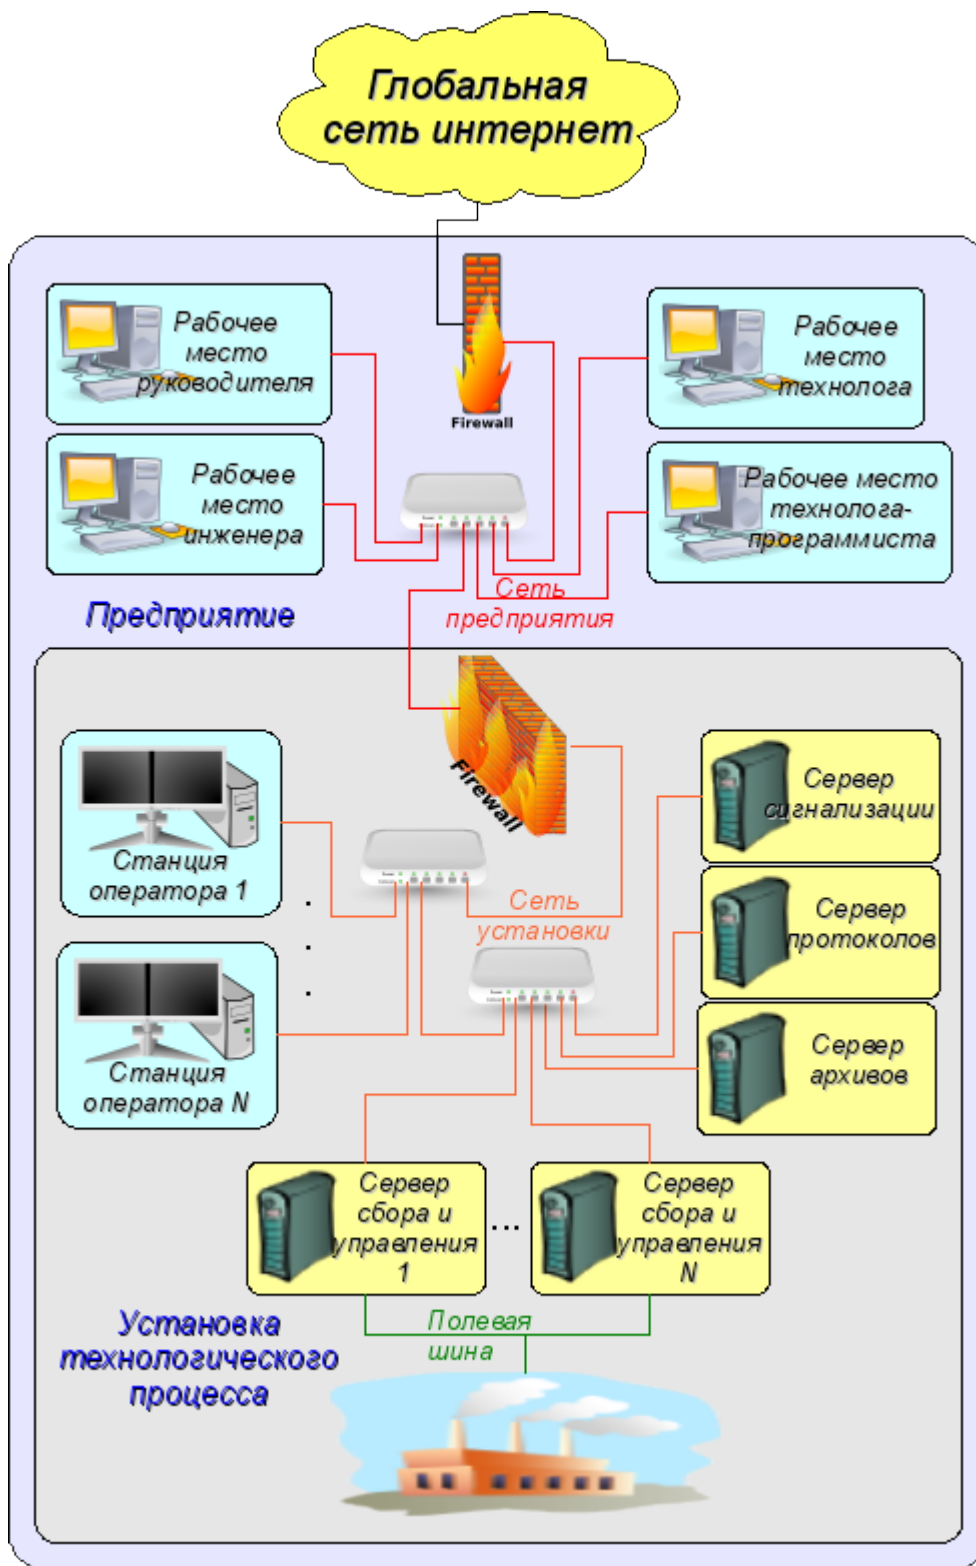 Глобальная
сеть интернет
Рабочее
место
руководителя
Firewall
Рабочее
место
технолога
Рабочее
место
инженера
Рабочее место
технолога-
программиста
Сеть
предприятия
Предприятие
Firewall
Станция
оператора 1
Сервер
сигнализации
Сеть
установки
Сервер
протоколов
.
.
.
Станция
оператора N
Сервер
архивов
Сервер
сбора и
управления
1
...
Сервер
сбора и
управления
N
Полевая
шина
Установка
технологического
процесса